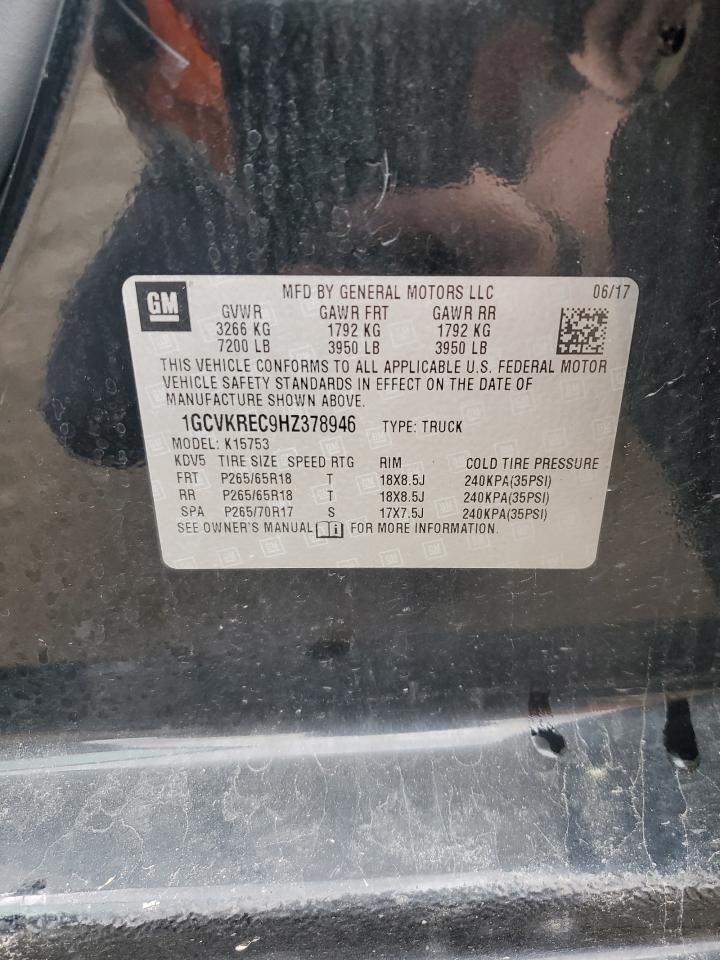 GM MFD BY GENERAL MOTORS LLC 06/17
GVWR GAWR FRT GAWR RR
3266 KG 1792 KG 1792 KG
7200 LB 3950 LB 3950 LB
THIS VEHICLE CONFORMS TO ALL APPLICABLE U.S. FEDERAL MOTOR
VEHICLE SAFETY STANDARDS IN EFFECT ON THE DATE OF
MANUFACTURE SHOWN ABOVE.
1GCVKREC9HZ378946 TYPE: TRUCK
MODEL: K15753
KDV5 TIRE SIZE SPEED RTG RIM COLD TIRE PRESSURE
FRT P265/65R18 T 18X8.5J 240KPA(35PSI)
RR P265/65R18 T 18X8.5J 240KPA(35PSI)
SPA P265/70R17 S 17X7.5J 240KPA(35PSI)
SEE OWNER'S MANUAL i FOR MORE INFORMATION.